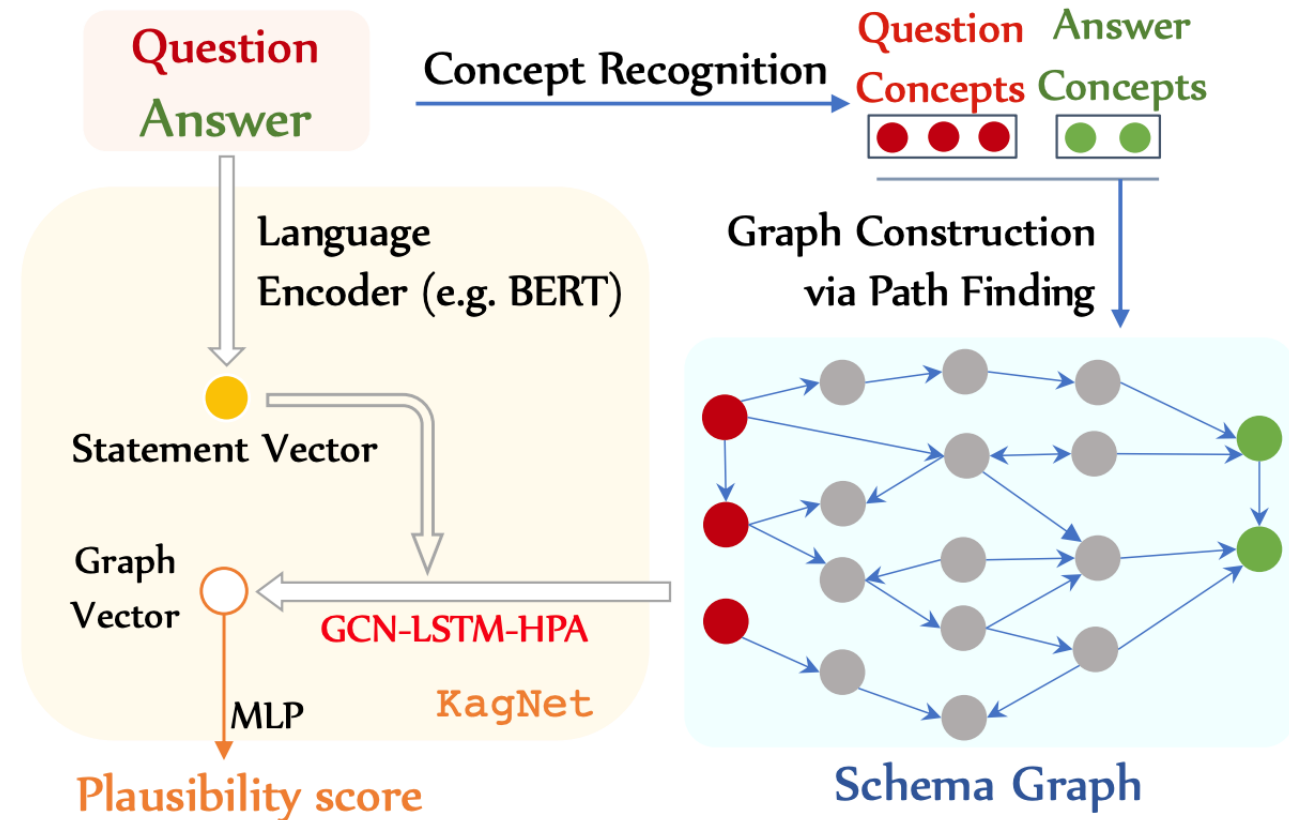 Question
Answer
Concept Recognition
Question
Concepts
Answer
Concepts
Language
Encoder (e.g. BERT)
Graph Construction
via Path Finding
Statement Vector
Graph
Vector
GCN-LSTM-HPA
KagNet
MLP
Plausibility score
Schema Graph